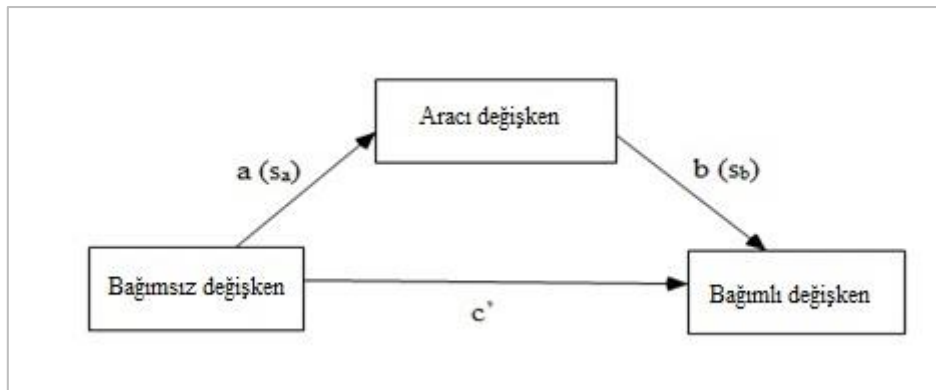 Aracı değişken
a (sa)
b (sb)
Bağımsız değişken
Bağımlı değişken
c'